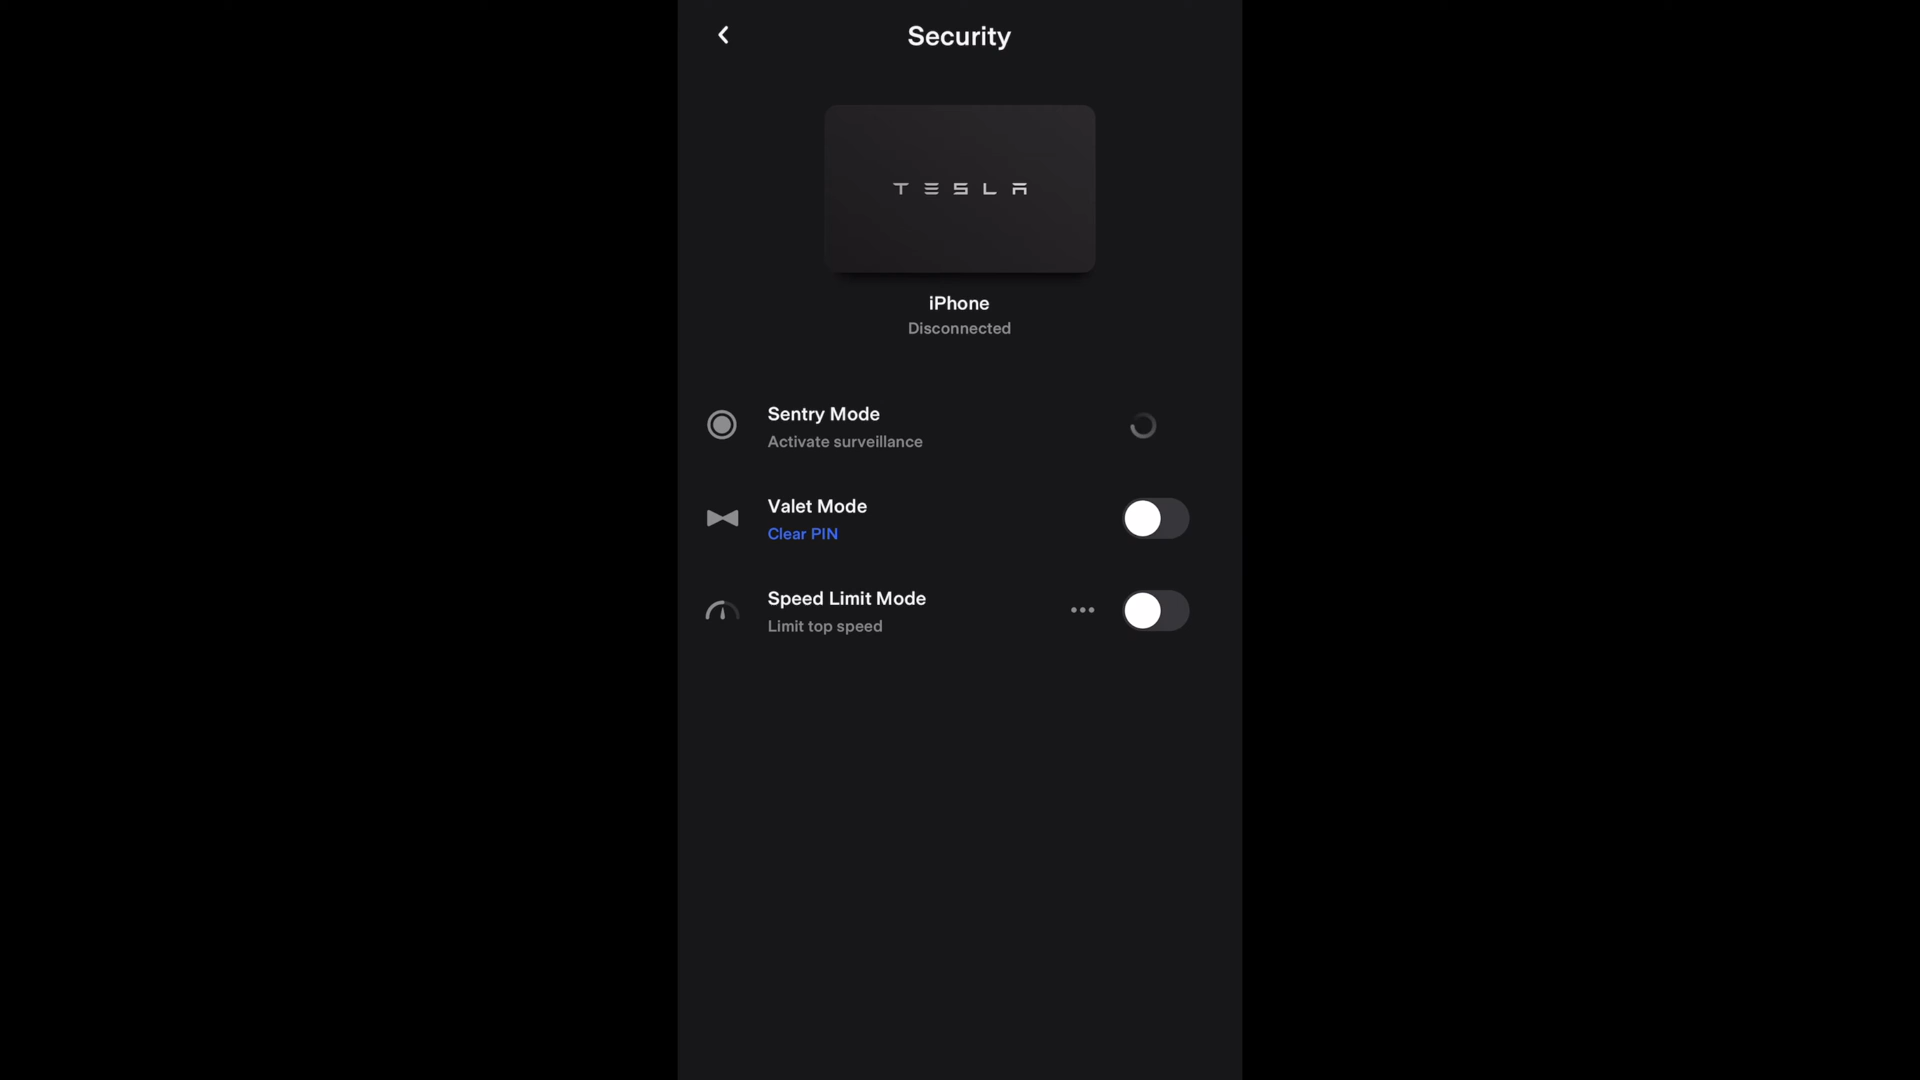 Security
TESLA
iPhone
Disconnected
Sentry Mode
Activate surveillance
Valet Mode
Clear PIN
Speed Limit Mode
Limit top speed